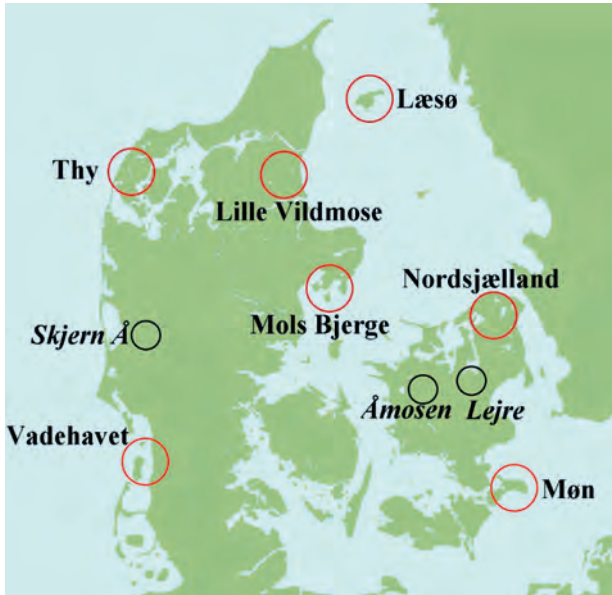 Læsø
Thy
Lille Vildmose
Nordsjælland
Mols Bjerge
Skjern Å
Åmosen
Lejre
Vadehavet
Møn